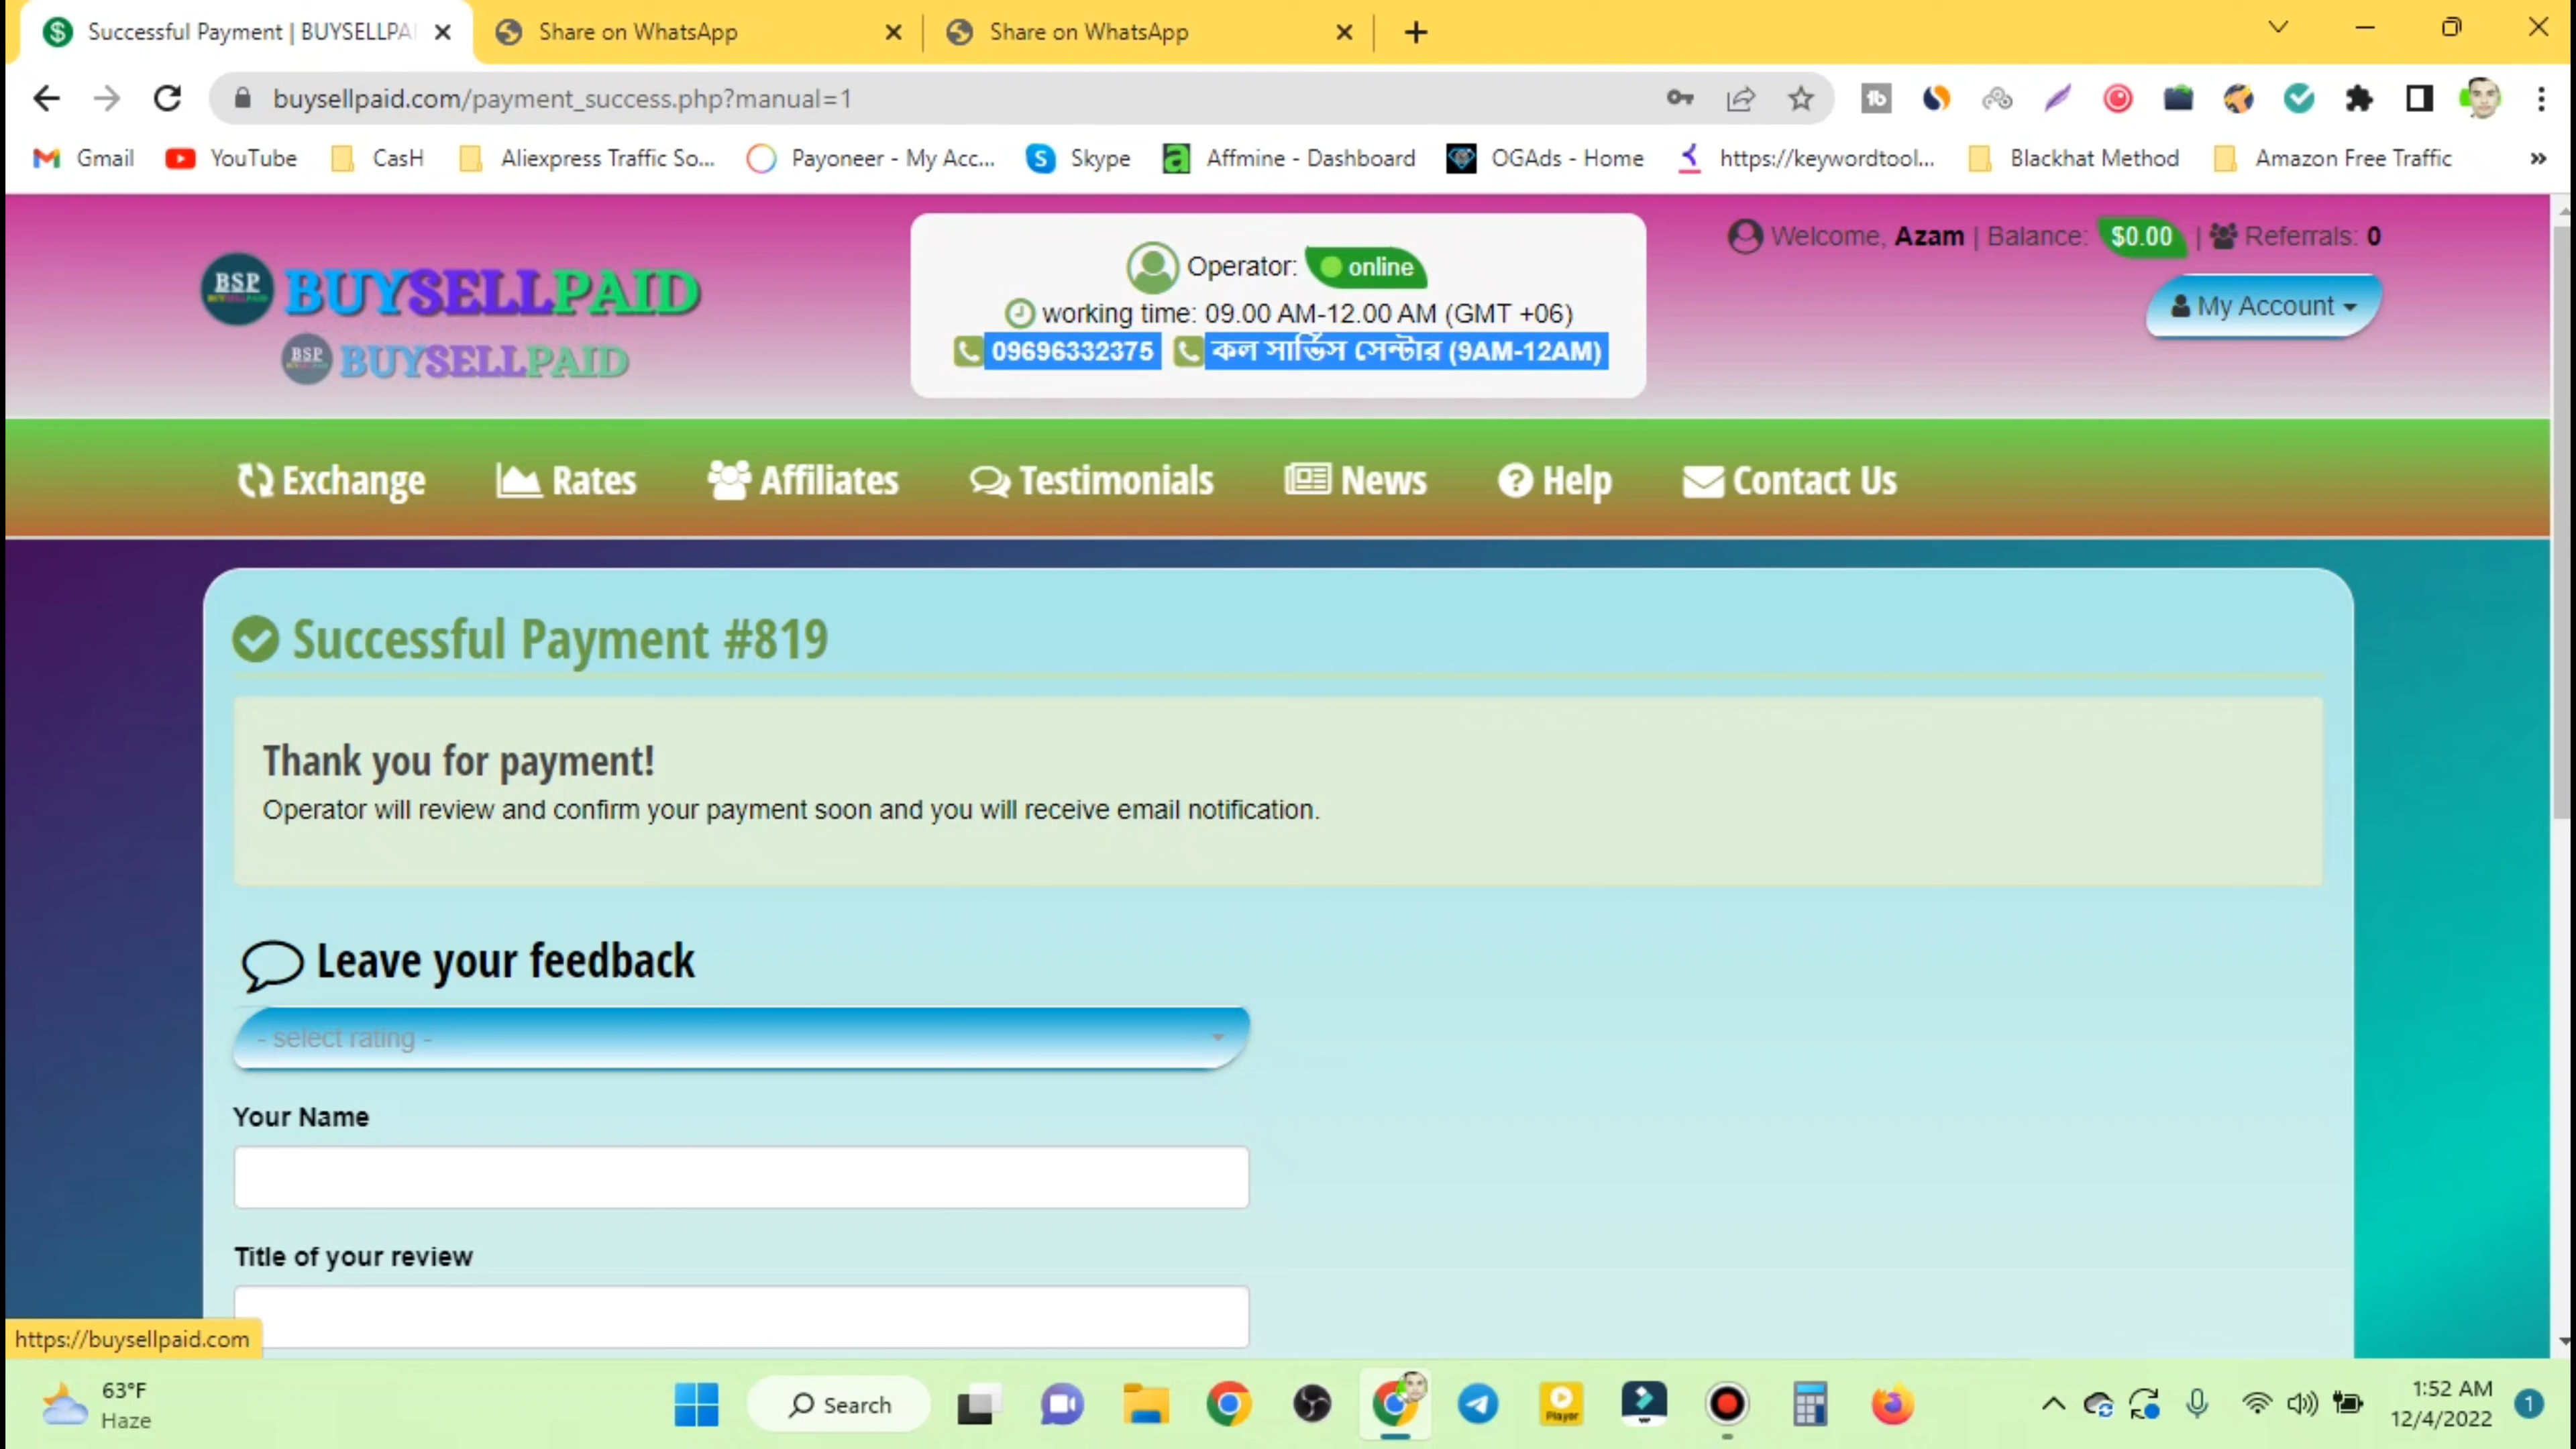 Successful Payment | BUYSELLPA
Share on WhatsApp
Share on WhatsApp
buysellpaid.com/payment_success.php?manual=1
Gmail
YouTube
CasH
Aliexpress Traffic So...
Payoneer - My Acc...
Skype
Affmine - Dashboard
OGAds - Home
https://keywordtool...
Blackhat Method
Amazon Free Traffic
BSP BUYSELLPAID
BSP BUYSELLPAID
Operator: online
working time: 09.00 AM-12.00 AM (GMT +06)
09696332375 কল সার্ভিস সেন্টার (9AM-12AM)
Welcome, Azam | Balance: $0.00 | Referrals: 0
My Account
Exchange
Rates
Affiliates
Testimonials
News
Help
Contact Us
Successful Payment #819
Thank you for payment!
Operator will review and confirm your payment soon and you will receive email notification.
Leave your feedback
- select rating -
Your Name
Title of your review
https://buysellpaid.com
63°F
Haze
Search
Player
1:52 AM
12/4/2022
1